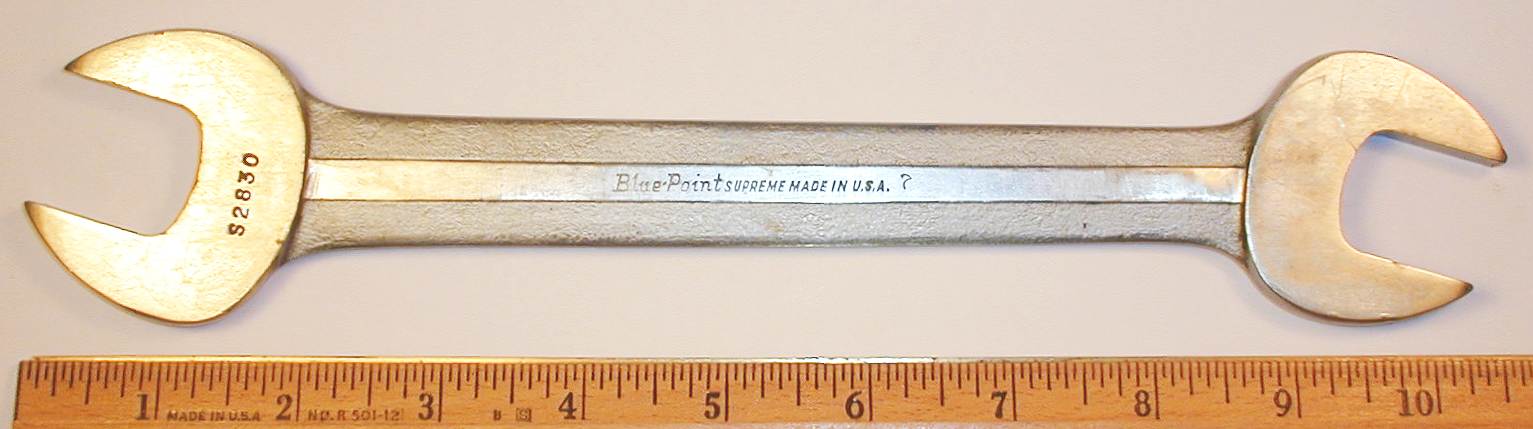 S2830
Blue-Point SUPREME MADE IN U.S.A. 7
1 2 3 4 5 6 7 8 9 10
MADE IN U.S.A. NO. R 501-12 B S